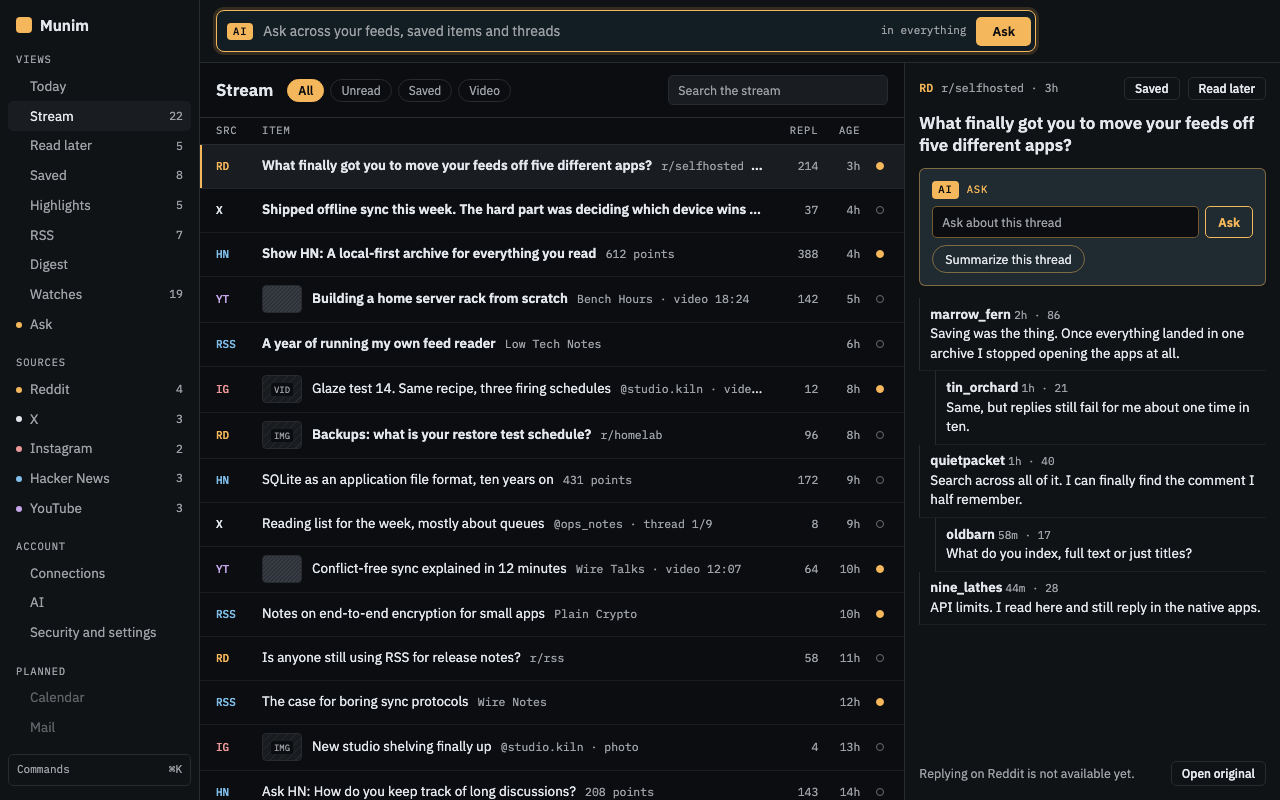 Munim
VIEWS
Today
Stream 22
Read later 5
Saved 8
Highlights 5
RSS 7
Digest
Watches 19
Ask
SOURCES
Reddit 4
X 3
Instagram 2
Hacker News 3
YouTube 3
ACCOUNT
Connections
AI
Security and settings
PLANNED
Calendar
Mail
Commands ⌘K
AI Ask across your feeds, saved items and threads in everything Ask
Stream All Unread Saved Video Search the stream
SRC ITEM REPL AGE
RD What finally got you to move your feeds off five different apps? r/selfhosted ... 214 3h
X Shipped offline sync this week. The hard part was deciding which device wins ... 37 4h
HN Show HN: A local-first archive for everything you read 612 points 388 4h
YT Building a home server rack from scratch Bench Hours · video 18:24 142 5h
RSS A year of running my own feed reader Low Tech Notes 6h
IG VID Glaze test 14. Same recipe, three firing schedules @studio.kiln · vide... 12 8h
RD IMG Backups: what is your restore test schedule? r/homelab 96 8h
HN SQLite as an application file format, ten years on 431 points 172 9h
X Reading list for the week, mostly about queues @ops_notes · thread 1/9 8 9h
YT Conflict-free sync explained in 12 minutes Wire Talks · video 12:07 64 10h
RSS Notes on end-to-end encryption for small apps Plain Crypto 10h
RD Is anyone still using RSS for release notes? r/rss 58 11h
RSS The case for boring sync protocols Wire Notes 12h
IG IMG New studio shelving finally up @studio.kiln · photo 4 13h
HN Ask HN: How do you keep track of long discussions? 208 points 143 14h
RD r/selfhosted · 3h Saved Read later
What finally got you to move your feeds off
five different apps?
AI ASK
Ask about this thread Ask
Summarize this thread
marrow_fern 2h · 86
Saving was the thing. Once everything landed in one
archive I stopped opening the apps at all.
tin_orchard 1h · 21
Same, but replies still fail for me about one time in
ten.
quietpacket 1h · 40
Search across all of it. I can finally find the comment I
half remember.
oldbarn 58m · 17
What do you index, full text or just titles?
nine_lathes 44m · 28
API limits. I read here and still reply in the native apps.
Replying on Reddit is not available yet. Open original